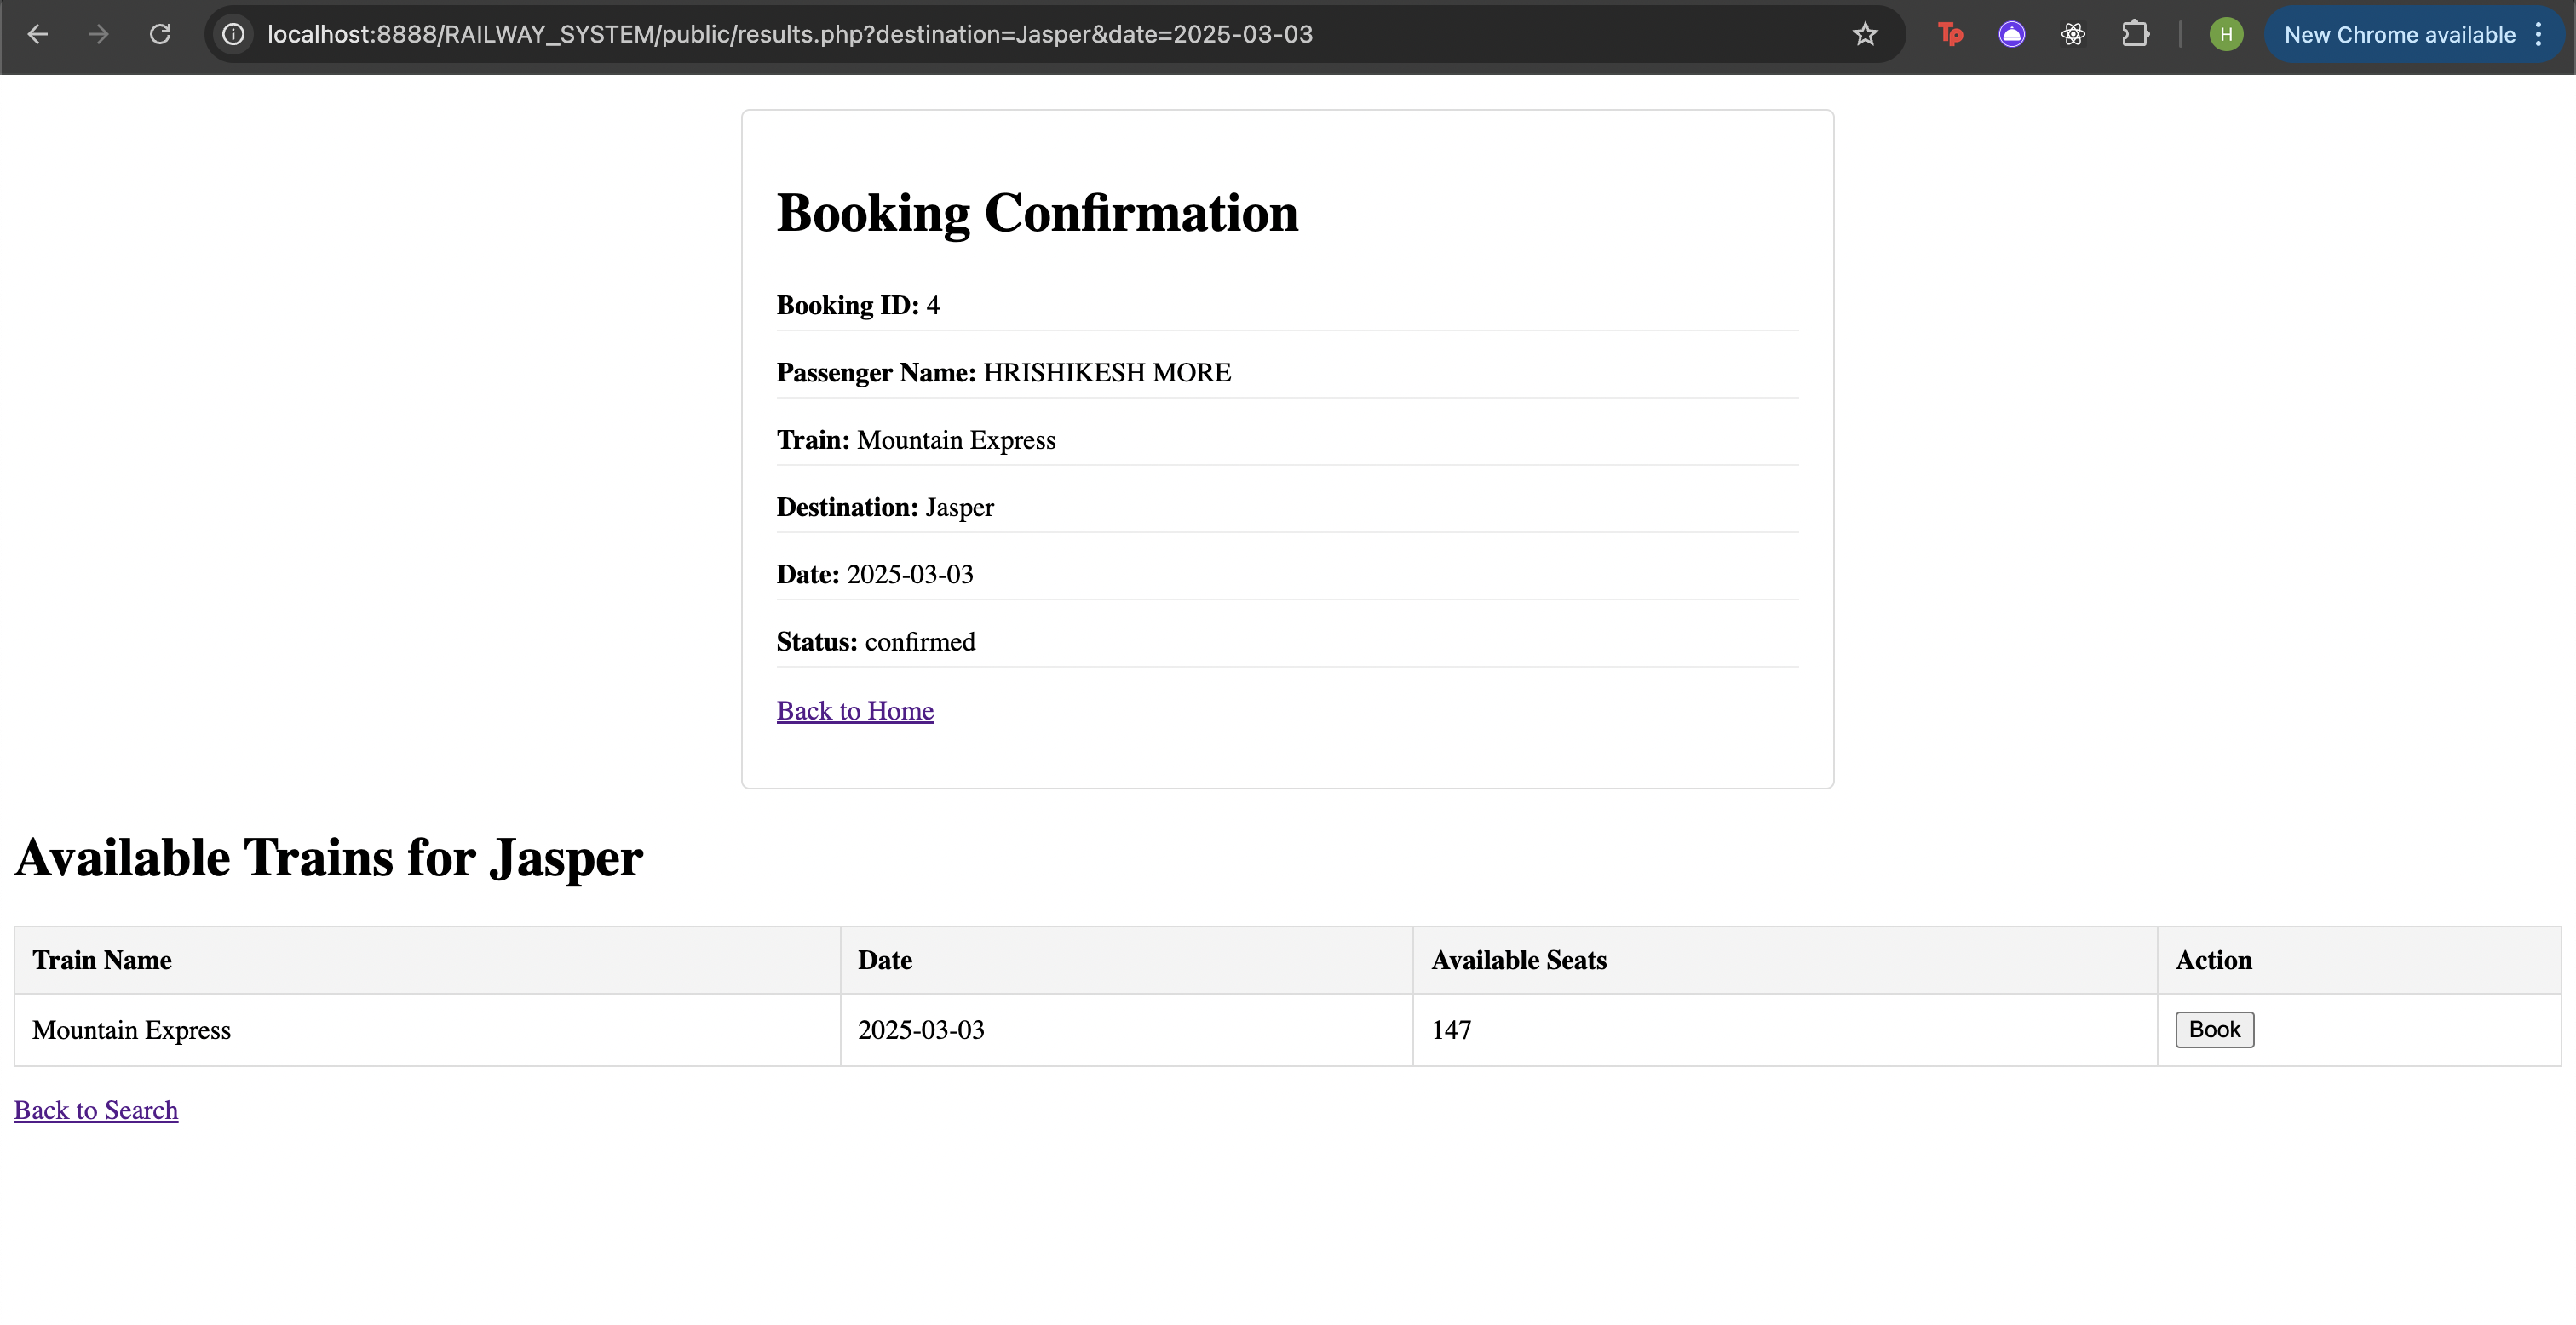 localhost:8888/RAILWAY_SYSTEM/public/results.php?destination=Jasper&date=2025-03-03
Tp
H
New Chrome available
Booking Confirmation
Booking ID: 4
Passenger Name: HRISHIKESH MORE
Train: Mountain Express
Destination: Jasper
Date: 2025-03-03
Status: confirmed
Back to Home
Available Trains for Jasper
Train Name Date Available Seats Action
Mountain Express 2025-03-03 147 Book
Back to Search